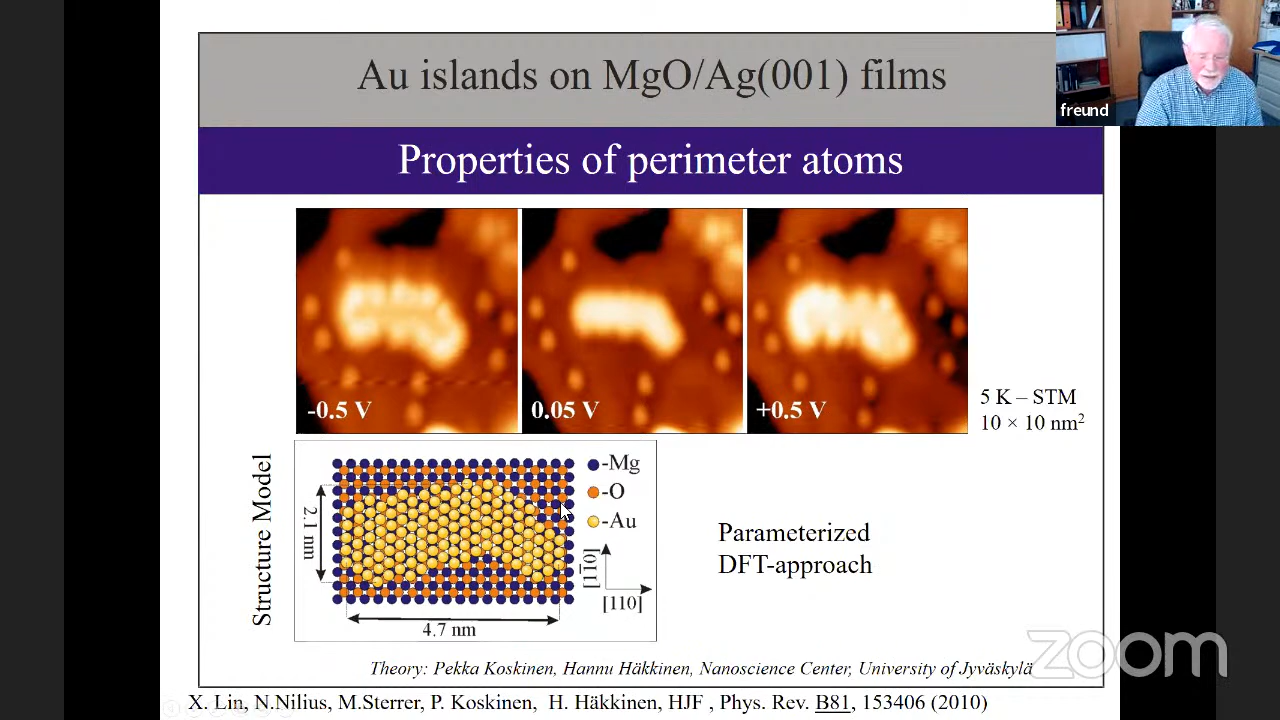 Au islands on MgO/Ag(001) films
freund
Properties of perimeter atoms
-0.5 V
0.05 V
+0.5 V
5 K – STM
10 × 10 nm²
Structure Model
-Mg
-O
-Au
2.1 nm
4.7 nm
[1̄10]
[110]
Parameterized
DFT-approach
zoom
Theory: Pekka Koskinen, Hannu Häkkinen, Nanoscience Center, University of Jyväskylä
X. Lin, N.Nilius, M.Sterrer, P. Koskinen, H. Häkkinen, HJF , Phys. Rev. B81, 153406 (2010)